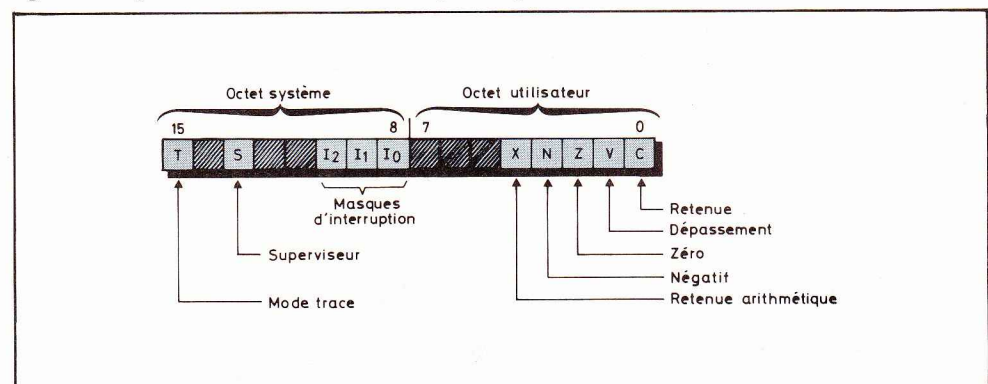 Octet système Octet utilisateur
15 8 7 0
T S I2 I1 I0 X N Z V C
Masques
d'interruption
Retenue
Dépassement
Superviseur Zéro
Négatif
Mode trace Retenue arithmétique